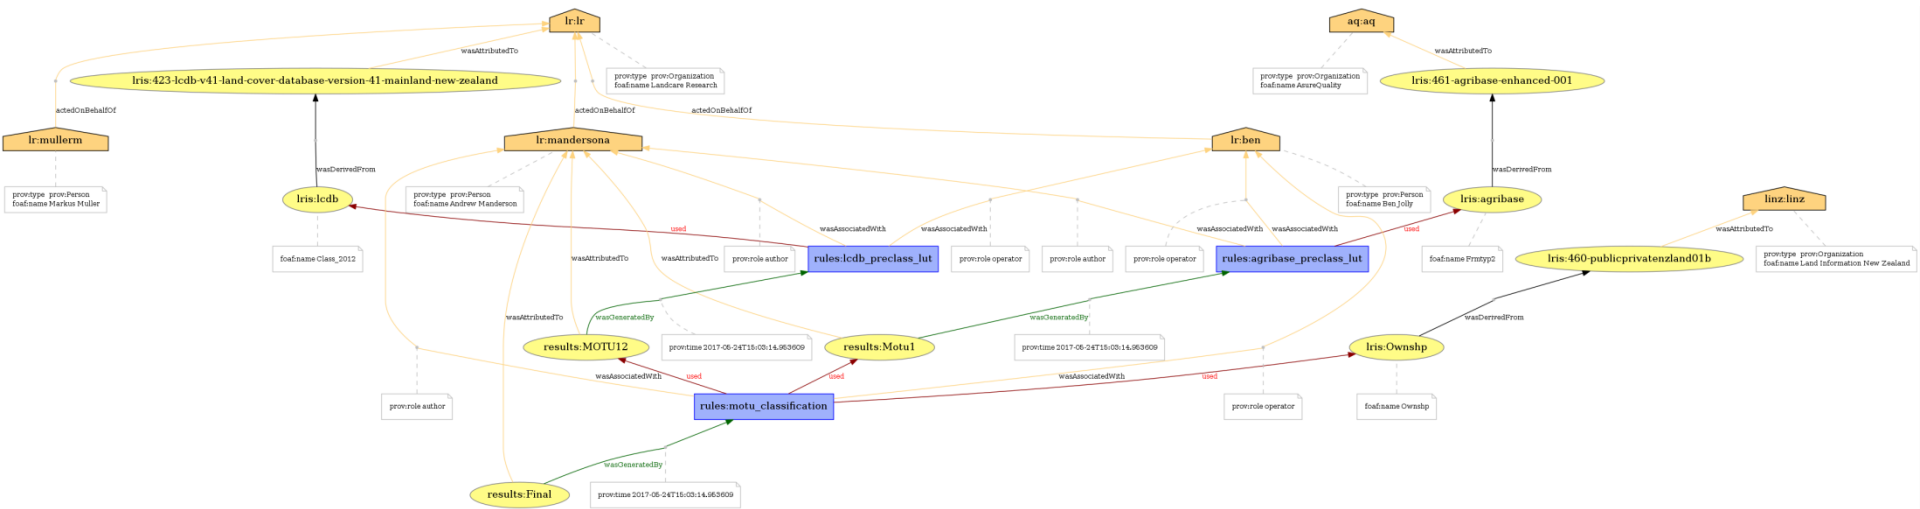 lr:lr
aq:aq
wasAttributedTo
wasAttributedTo
prov:type prov:Organization
foaf:name Landcare Research
prov:type prov:Organization
foaf:name AsureQuality
lris:423-lcdb-v41-land-cover-database-version-41-mainland-new-zealand
lris:461-agribase-enhanced-001
actedOnBehalfOf
actedOnBehalfOf
actedOnBehalfOf
lr:mullerm
lr:mandersona
lr:ben
wasDerivedFrom
wasDerivedFrom
prov:type prov:Person
foaf:name Markus Muller
lris:lcdb
prov:type prov:Person
foaf:name Andrew Manderson
prov:type prov:Person
foaf:name Ben Jolly
lris:agribase
linz:linz
used
wasAssociatedWith
wasAssociatedWith
wasAssociatedWith
wasAssociatedWith
used
wasAttributedTo
foaf:name Class_2012
wasAttributedTo
wasAttributedTo
prov:role author
rules:lcdb_preclass_lut
prov:role operator
prov:role author
prov:role operator
rules:agribase_preclass_lut
foaf:name Frmtyp2
lris:460-publicprivatenzland01b
prov:type prov:Organization
foaf:name Land Information New Zealand
wasAttributedTo
wasGeneratedBy
wasGeneratedBy
wasDerivedFrom
results:MOTU12
prov:time 2017-05-24T15:03:14.953609
results:Motu1
prov:time 2017-05-24T15:03:14.953609
lris:Ownshp
wasAssociatedWith
used
used
wasAssociatedWith
used
prov:role author
rules:motu_classification
prov:role operator
foaf:name Ownshp
wasGeneratedBy
results:Final
prov:time 2017-05-24T15:03:14.953609